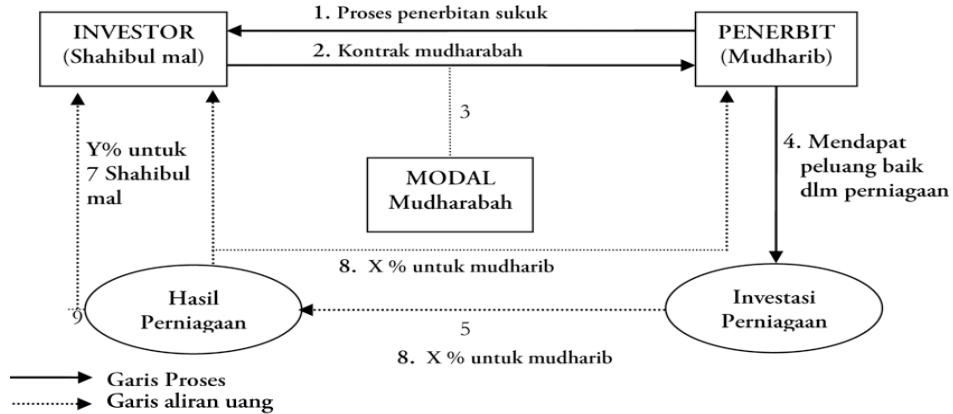 1. Proses penerbitan sukuk
INVESTOR
(Shahibul mal)
PENERBIT
(Mudharib)
2. Kontrak mudharabah
3
Y% untuk
7 Shahibul
mal
MODAL
Mudharabah
4. Mendapat
peluang baik
dlm perniagaan
8. X % untuk mudharib
Hasil
Perniagaan
Investasi
Perniagaan
9
5
8. X % untuk mudharib
Garis Proses
Garis aliran uang